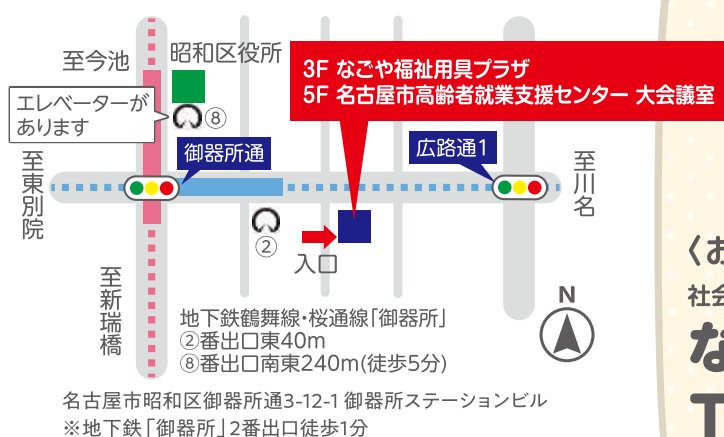 至今池
昭和区役所
3F なごや福祉用具プラザ
5F 名古屋市高齢者就業支援センター 大会議室
エレベーターが
あります
⑧
御器所通
広路通1
至東別院
至川名
②
入口
至新瑞橋
N
地下鉄鶴舞線・桜通線「御器所」
②番出口東40m
⑧番出口南東240m(徒歩5分)
名古屋市昭和区御器所通3-12-1 御器所ステーションビル
※地下鉄「御器所」2番出口徒歩1分
〈お
社会
な
T